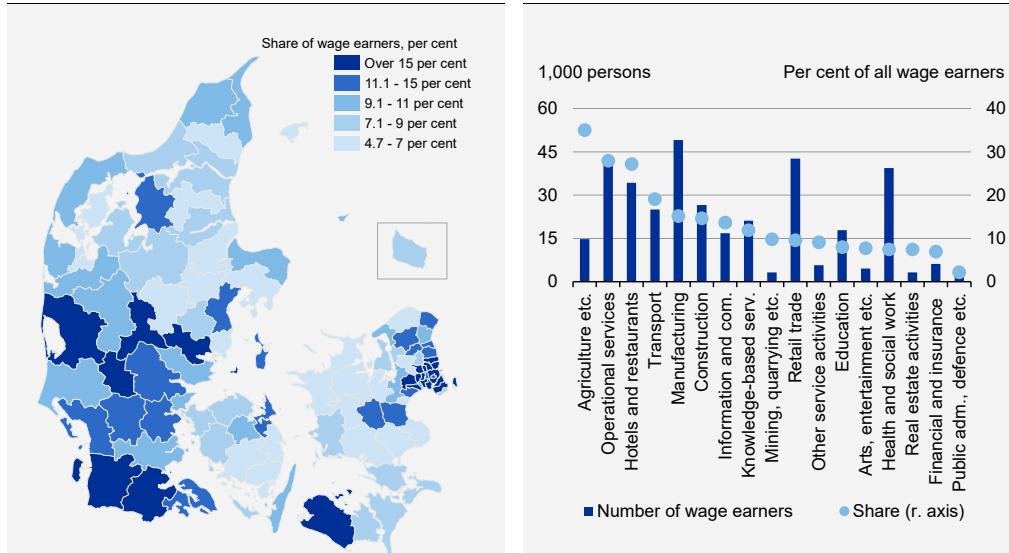 Share of wage earners, per cent
Over 15 per cent
11.1 - 15 per cent
9.1 - 11 per cent
7.1 - 9 per cent
4.7 - 7 per cent
1,000 persons
Per cent of all wage earners
60
45
30
15
0
40
30
20
10
0
Agriculture etc.
Operational services
Hotels and restaurants
Transport
Manufacturing
Construction
Information and com.
Knowledge-based serv.
Mining, quarrying etc.
Retail trade
Other service activities
Education
Arts, entertainment etc.
Health and social work
Real estate activities
Financial and insurance
Public adm., defence etc.
Number of wage earners
Share (r. axis)